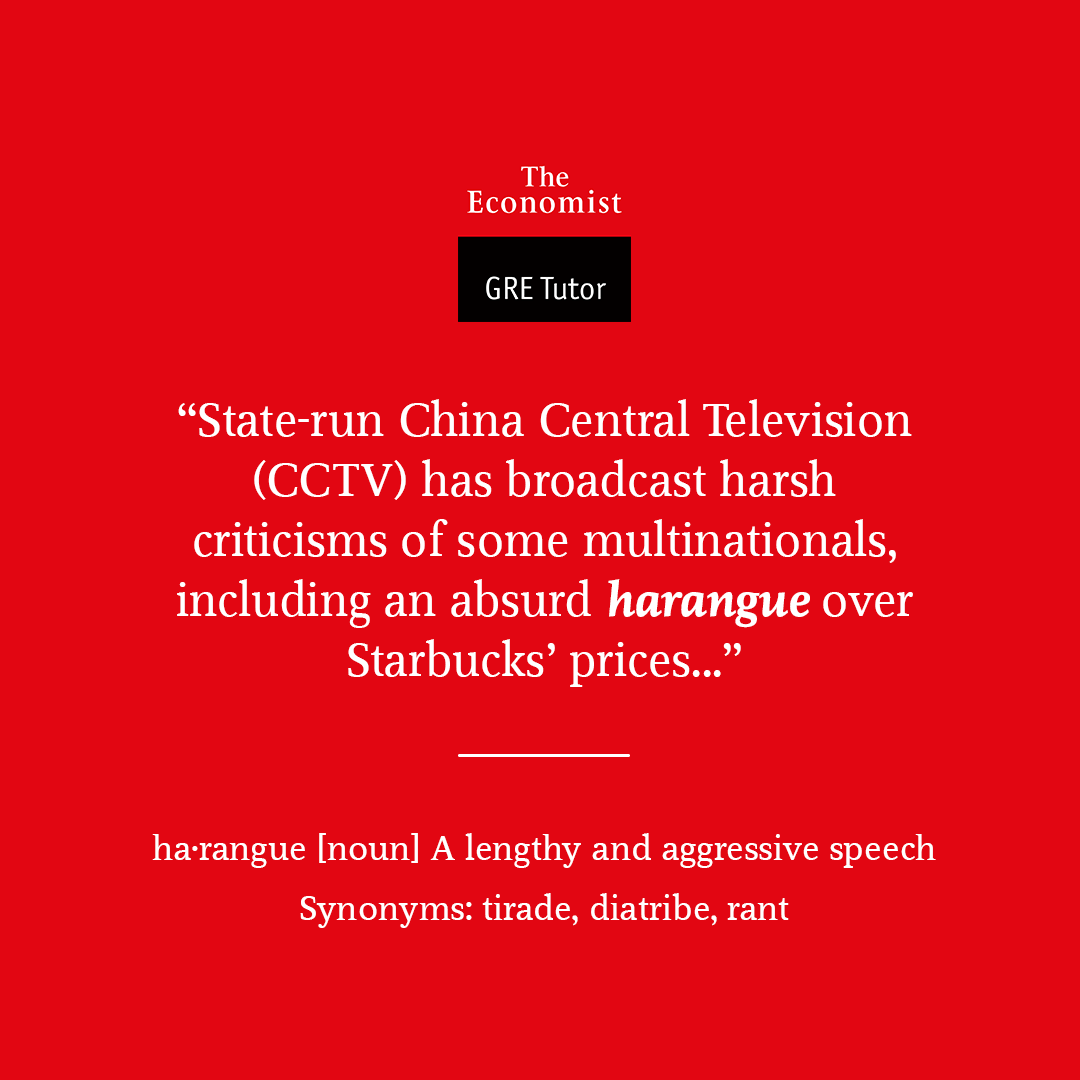 The
Economist
GRE Tutor
“State-run China Central Television
(CCTV) has broadcast harsh
criticisms of some multinationals,
including an absurd harangue over
Starbucks’ prices...”
ha·rangue [noun] A lengthy and aggressive speech
Synonyms: tirade, diatribe, rant